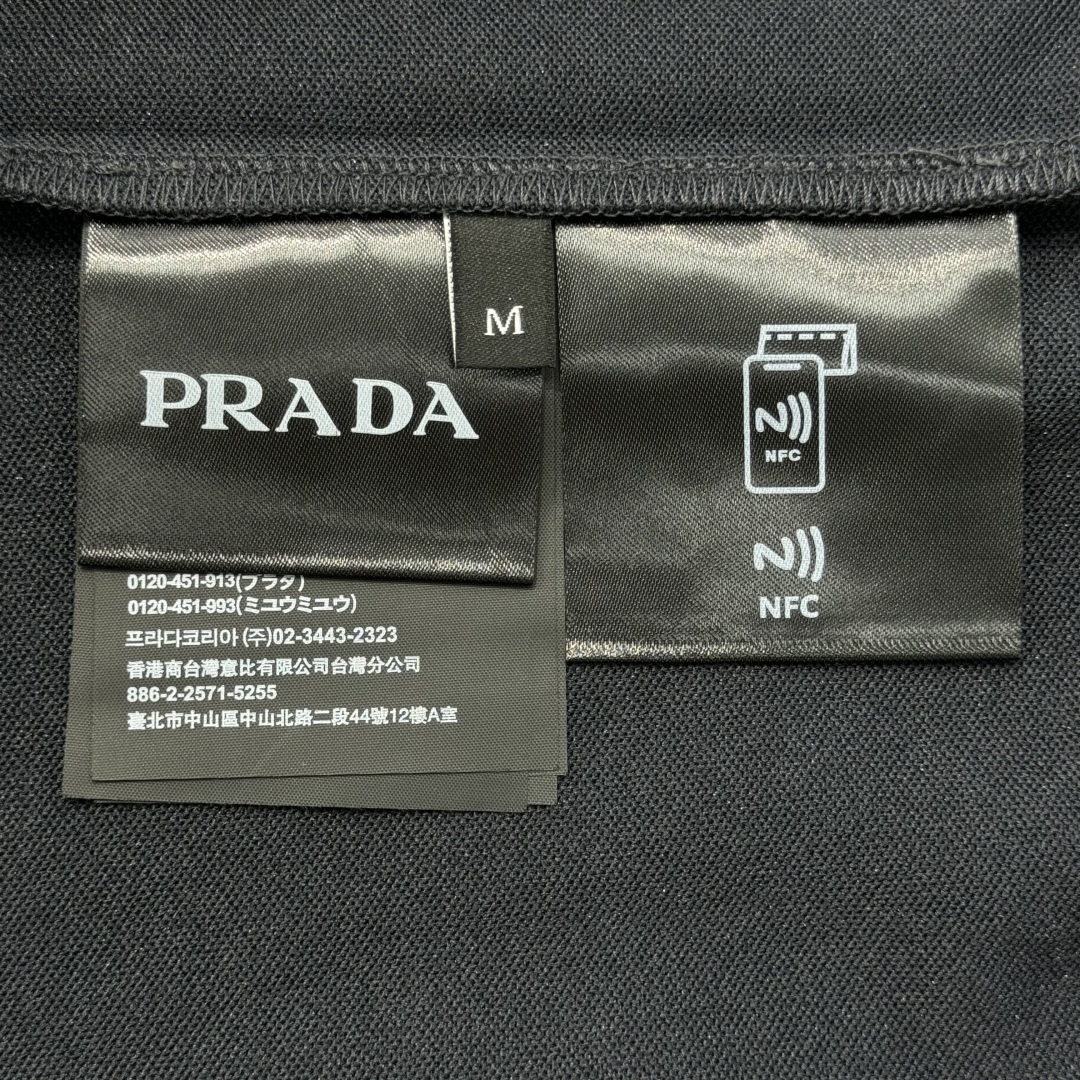 PRADA
M
NFC
NFC
0120-451-913(プラダ)
0120-451-993(ミユウミユウ)
프라다코리아 (주)02-3443-2323
香港商台灣意比有限公司台灣分公司
886-2-2571-5255
臺北市中山區中山北路二段44號12樓A室